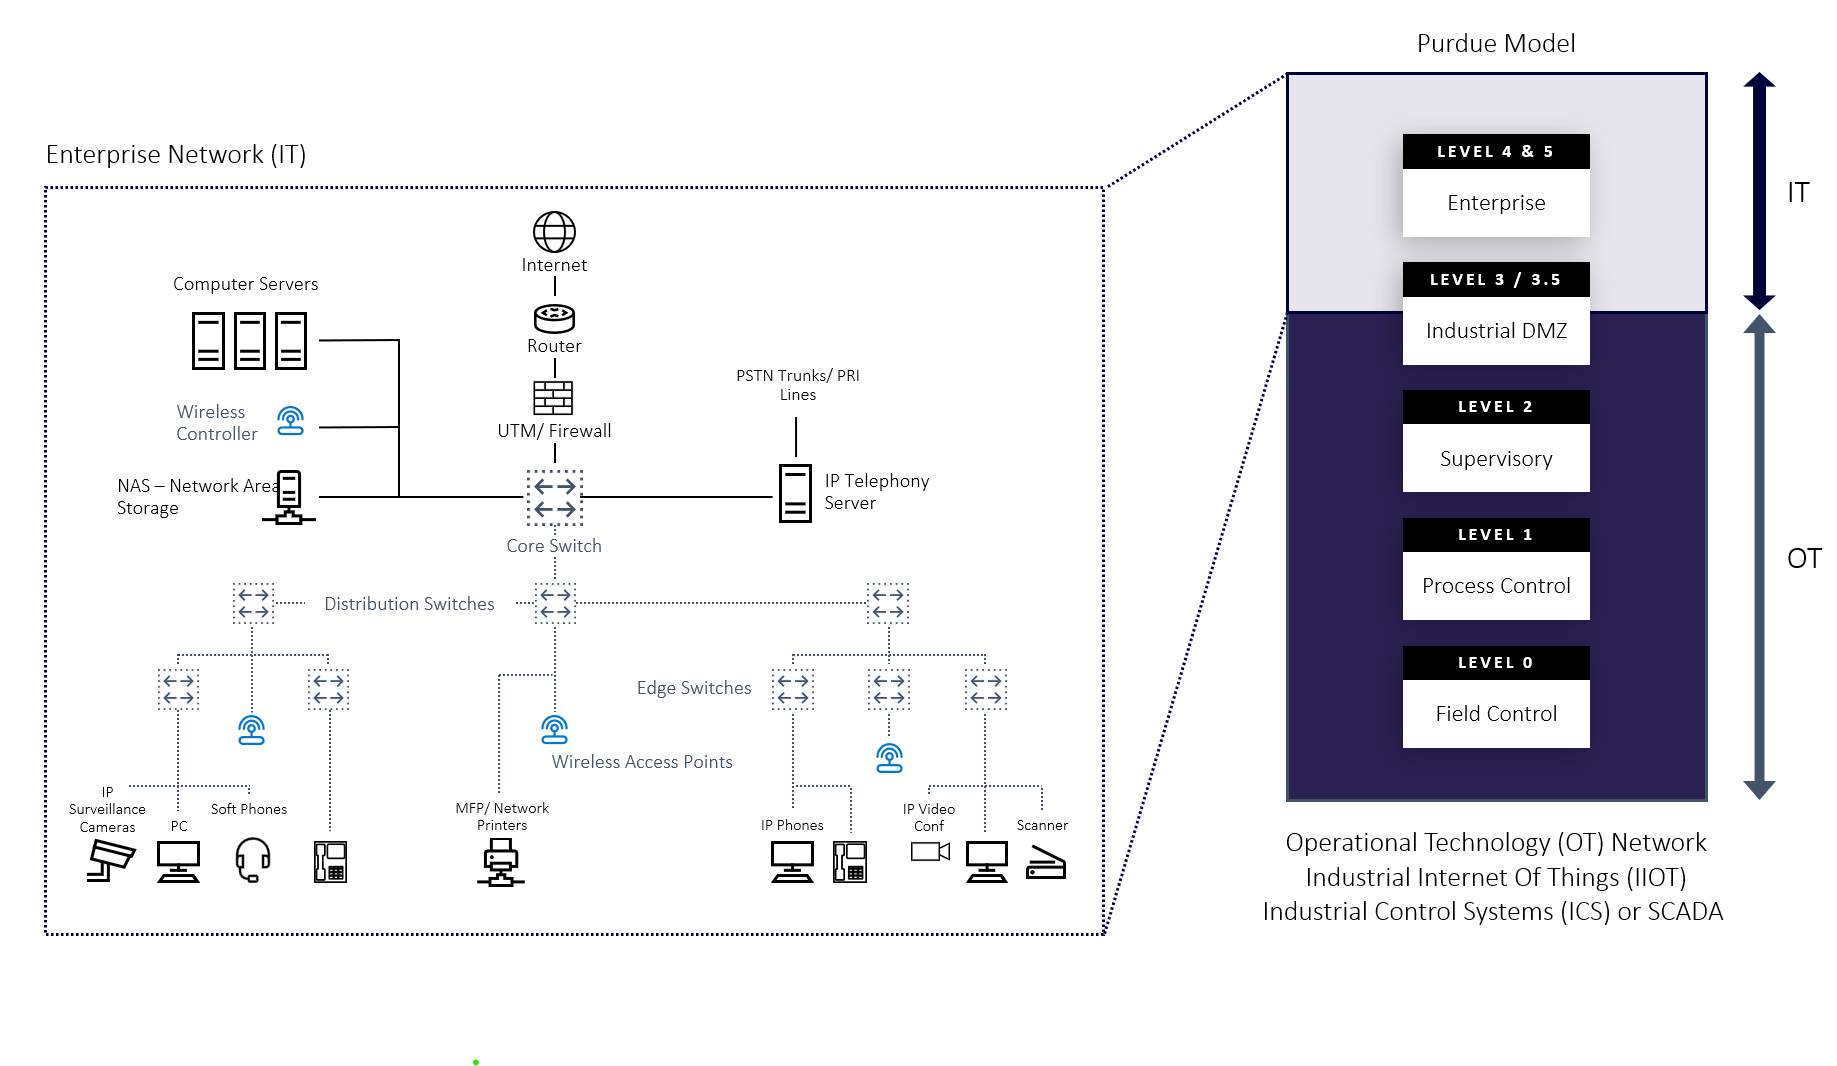 Purdue Model
Enterprise Network (IT)
LEVEL 4 & 5
Enterprise
IT
LEVEL 3 / 3.5
Industrial DMZ
LEVEL 2
Supervisory
LEVEL 1
Process Control
OT
LEVEL 0
Field Control
Operational Technology (OT) Network
Industrial Internet Of Things (IIOT)
Industrial Control Systems (ICS) or SCADA
Internet
Computer Servers
Router
PSTN Trunks/ PRI
Lines
Wireless
Controller
UTM/ Firewall
NAS – Network Area
Storage
IP Telephony
Server
Core Switch
Distribution Switches
Edge Switches
Wireless Access Points
IP
Surveillance
Cameras
PC
Soft Phones
MFP/ Network
Printers
IP Phones
IP Video
Conf
Scanner